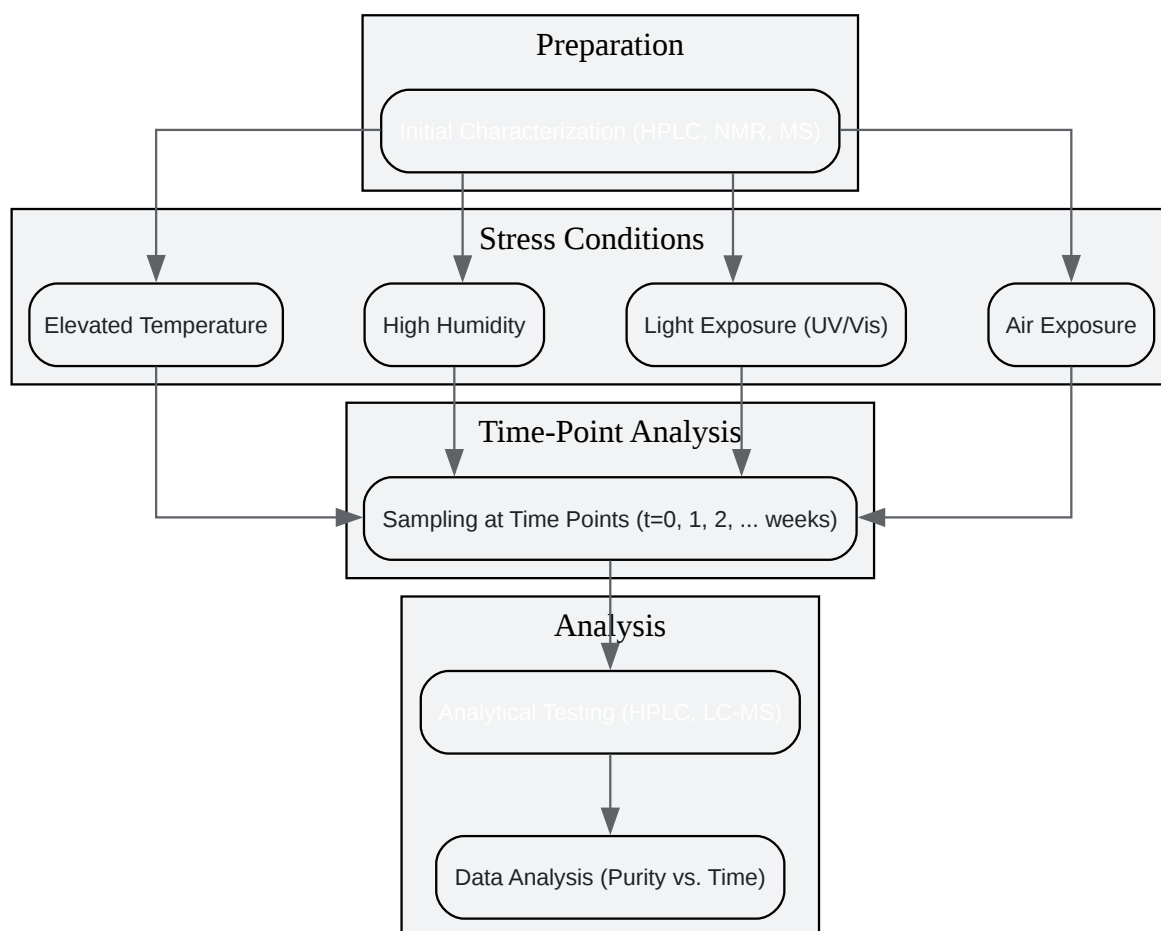 Preparation
Initial Characterization (HPLC, NMR, MS)
Stress Conditions
Elevated Temperature
High Humidity
Light Exposure (UV/Vis)
Air Exposure
Time-Point Analysis
Sampling at Time Points (t=0, 1, 2, ... weeks)
Analysis
Analytical Testing (HPLC, LC-MS)
Data Analysis (Purity vs. Time)